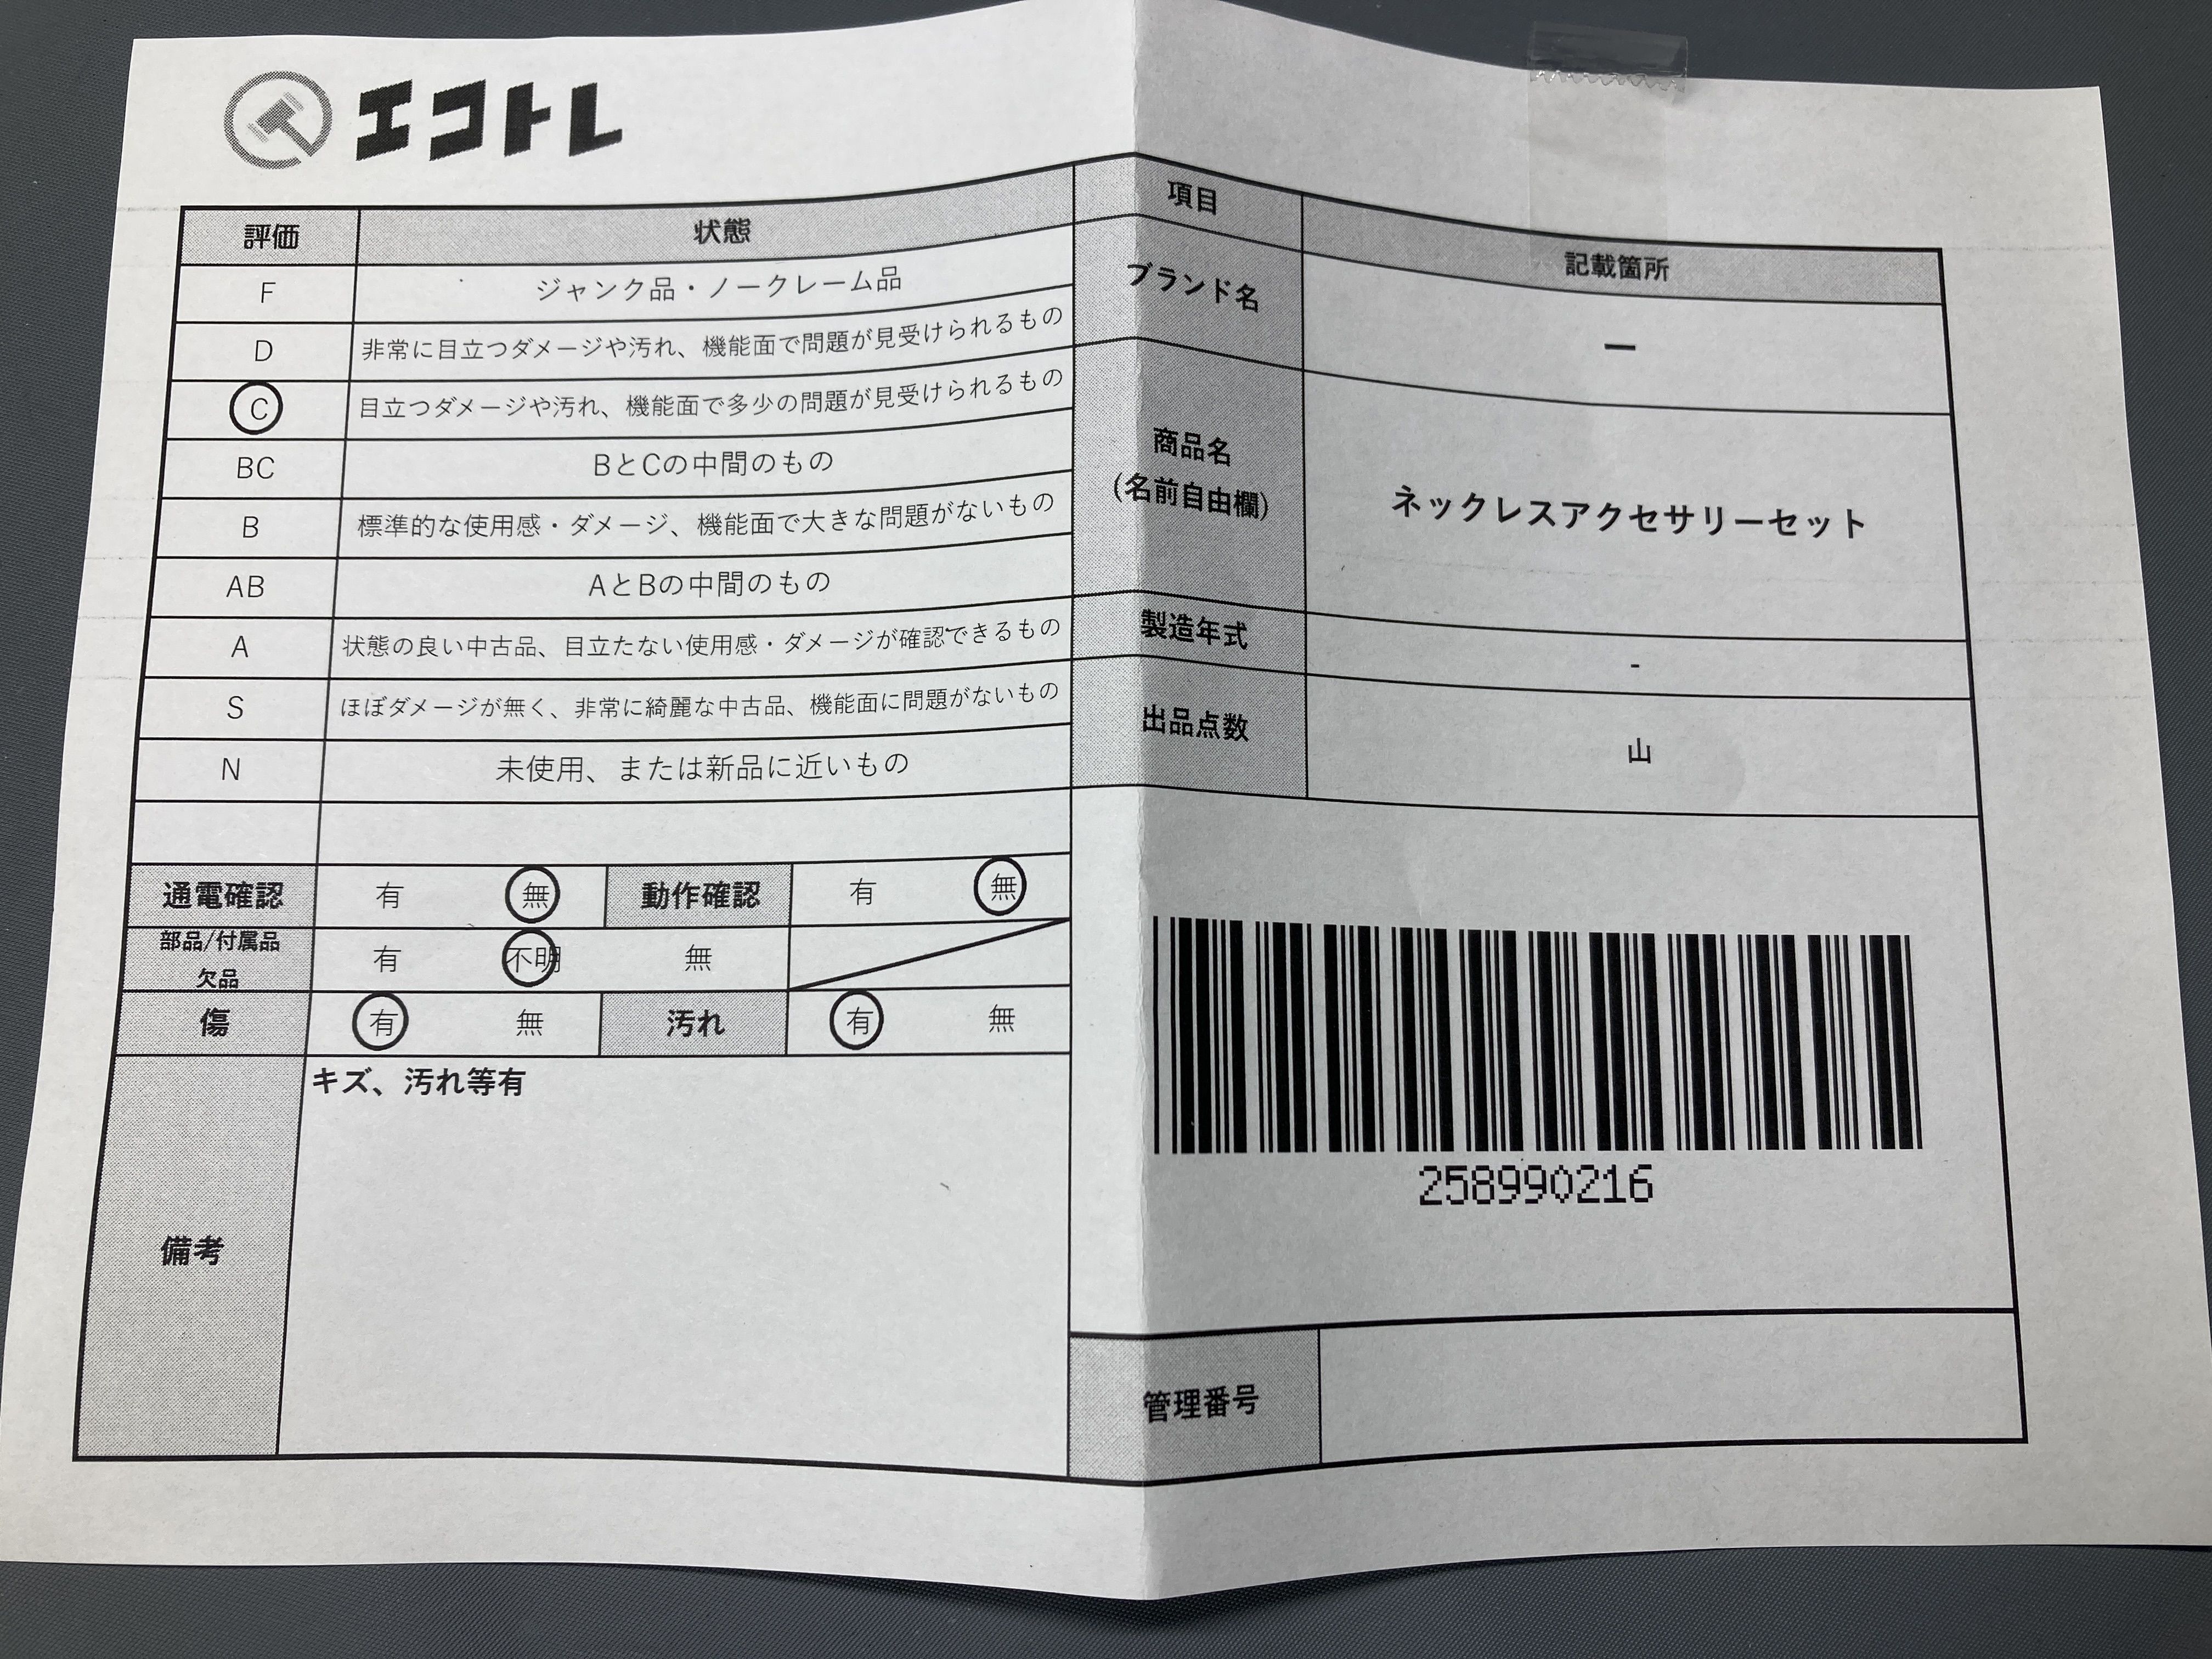 エコトレ
評価 状態
F ジャンク品・ノークレーム品
D 非常に目立つダメージや汚れ、機能面で問題が見受けられるもの
C 目立つダメージや汚れ、機能面で多少の問題が見受けられるもの
BC BとCの中間のもの
B 標準的な使用感・ダメージ、機能面で大きな問題がないもの
AB AとBの中間のもの
A 状態の良い中古品、目立たない使用感・ダメージが確認できるもの
S ほぼダメージが無く、非常に綺麗な中古品、機能面に問題がないもの
N 未使用、または新品に近いもの
通電確認 有 無 動作確認 有 無
部品/付属品
欠品 有 不明 無
傷 有 無 汚れ 有 無
備考 キズ、汚れ等有
項目 記載箇所
ブランド名 ー
商品名
(名前自由欄) ネックレスアクセサリーセット
製造年式 -
出品点数 山
258990216
管理番号